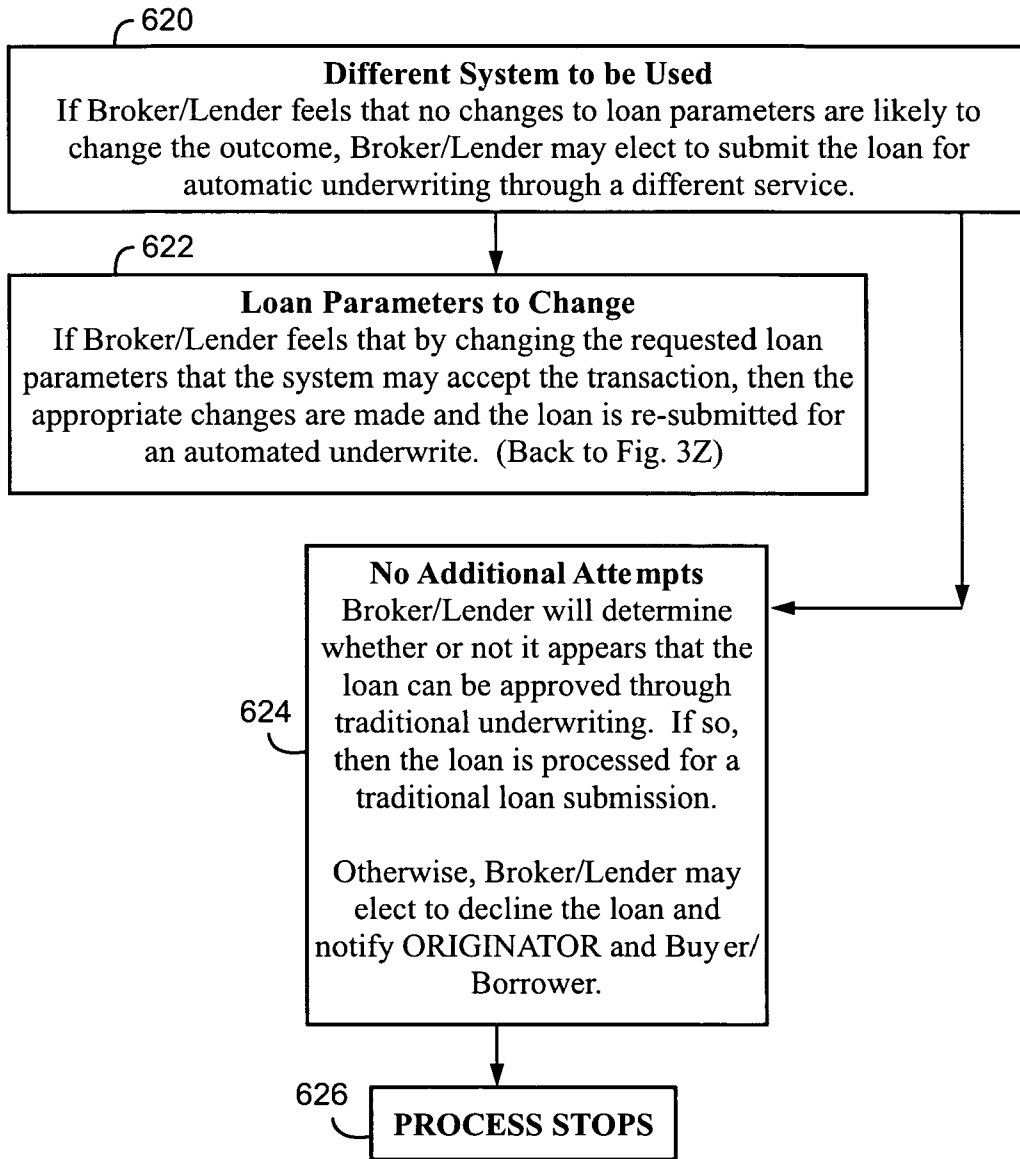 620
Different System to be Used
If Broker/Lender feels that no changes to loan parameters are likely to
change the outcome, Broker/Lender may elect to submit the loan for
automatic underwriting through a different service.
622
Loan Parameters to Change
If Broker/Lender feels that by changing the requested loan
parameters that the system may accept the transaction, then the
appropriate changes are made and the loan is re-submitted for
an automated underwrite. (Back to Fig. 3Z)
624
No Additional Attempts
Broker/Lender will determine
whether or not it appears that the
loan can be approved through
traditional underwriting. If so,
then the loan is processed for a
traditional loan submission.
Otherwise, Broker/Lender may
elect to decline the loan and
notify ORIGINATOR and Buyer/
Borrower.
626
PROCESS STOPS